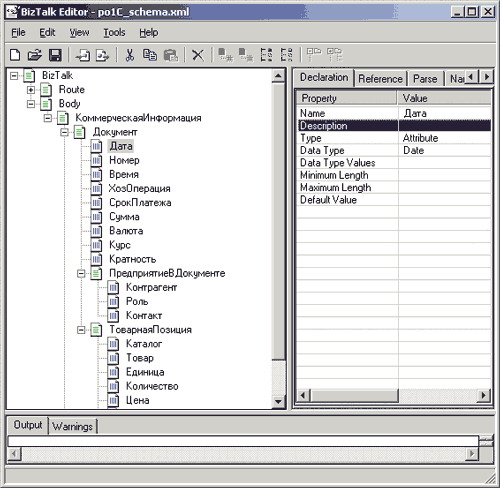 BizTalk Editor - po1C_schema.xml
File Edit View Tools Help
BizTalk
Route
Body
КоммерческаяИнформация
Документ
Дата
Номер
Время
ХозОперация
СрокПлатежа
Сумма
Валюта
Курс
Кратность
ПредприятиеВДокументе
Контрагент
Роль
Контакт
ТоварнаяПозиция
Каталог
Товар
Единица
Количество
Цена
Declaration Reference Parse Na
Property Value
Name Дата
Description
Type Attribute
Data Type Date
Data Type Values
Minimum Length
Maximum Length
Default Value
Output Warnings